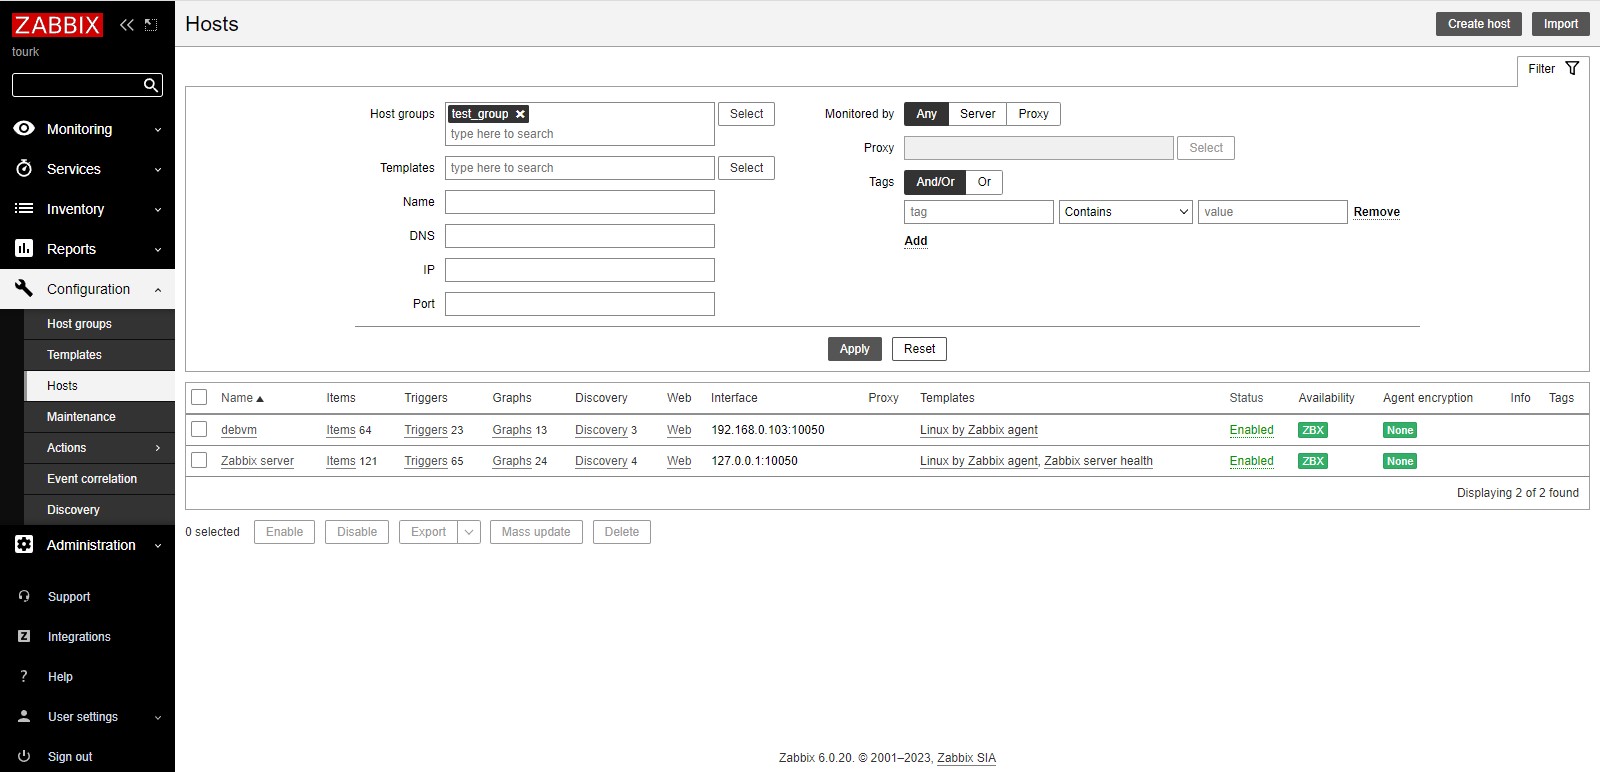 ZABBIX
tourk
Monitoring
Services
Inventory
Reports
Configuration
Host groups
Templates
Hosts
Maintenance
Actions
Event correlation
Discovery
Administration
Support
Z Integrations
? Help
User settings
Sign out
Hosts
Create host Import
Filter
Host groups test_group
type here to search
Select
Templates type here to search Select
Name
DNS
IP
Port
Monitored by Any Server Proxy
Proxy Select
Tags And/Or Or
tag Contains value Remove
Add
Apply Reset
Name Items Triggers Graphs Discovery Web Interface Proxy Templates Status Availability Agent encryption Info Tags
debvm Items 64 Triggers 23 Graphs 13 Discovery 3 Web 192.168.0.103:10050 Linux by Zabbix agent Enabled ZBX None
Zabbix server Items 121 Triggers 65 Graphs 24 Discovery 4 Web 127.0.0.1:10050 Linux by Zabbix agent, Zabbix server health Enabled ZBX None
Displaying 2 of 2 found
0 selected Enable Disable Export Mass update Delete
Zabbix 6.0.20. © 2001–2023, Zabbix SIA